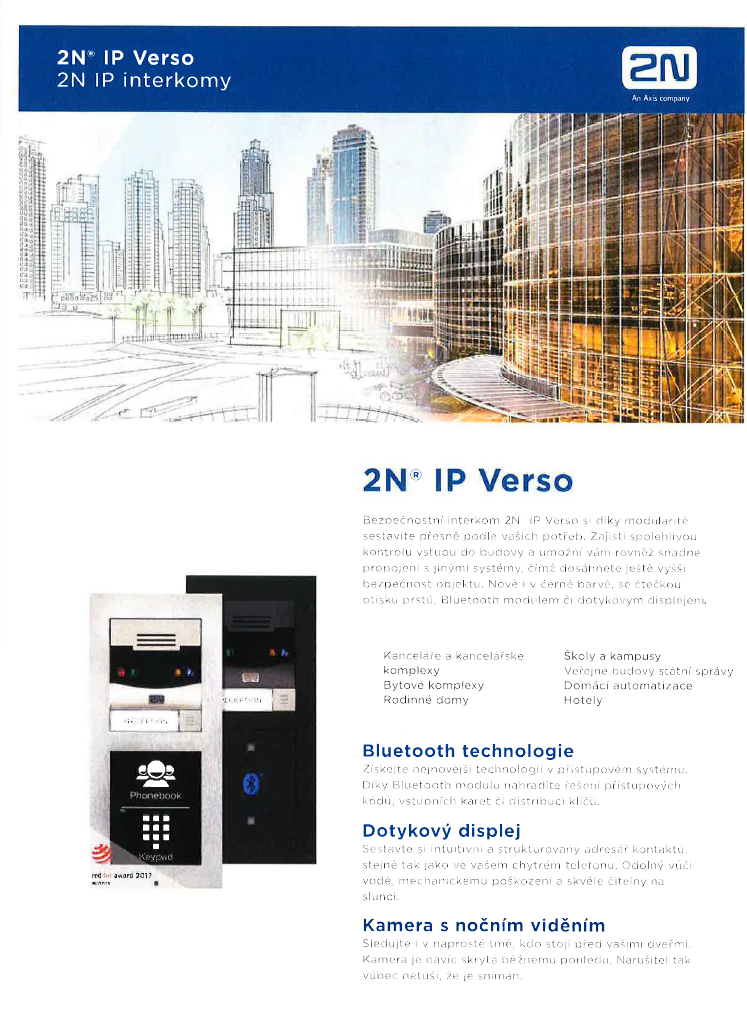 2N® IP Verso
2N IP interkomy
2N
An Axis company
2N® IP Verso
Bezpečnostní interkom 2N IP Verso si díky modularitě
sestavíte přesně podle vašich potřeb. Zajistí spolehlivou
kontrolu vstupu do budovy a umožní vám rovněž snadné
propojení s jinými systémy, čímž dosáhnete ještě vyšší
bezpečnost objektu. Nově i v černé barvě, se čtečkou
otisku prstů, Bluetooth modulem či dotykovým displejem.
Kanceláře a kancelářské
komplexy
Bytové komplexy
Rodinné domy
Školy a kampusy
Veřejné budovy státní správy
Domácí automatizace
Hotely
2N
RECEPTION
ECEPTION
Phonebook
Keypad
reddot award 2017
winner
Bluetooth technologie
Získejte nejnovější technologii v přístupovém systému.
Díky Bluetooth modulu nahradíte řešení přístupových
kódů, vstupních karet či distribuci klíčů.
Dotykový displej
Sestavte si intuitivní a strukturovaný adresář kontaktů,
stejně tak jako ve vašem chytrém telefonu. Odolný vůči
vodě, mechanickému poškození a skvěle čitelný na
slunci.
Kamera s nočním viděním
Sledujte i v naprosté tmě, kdo stojí před vašimi dveřmi.
Kamera je navíc skryta běžnému pohledu. Narušitel tak
vůbec netuší, že je snímán.